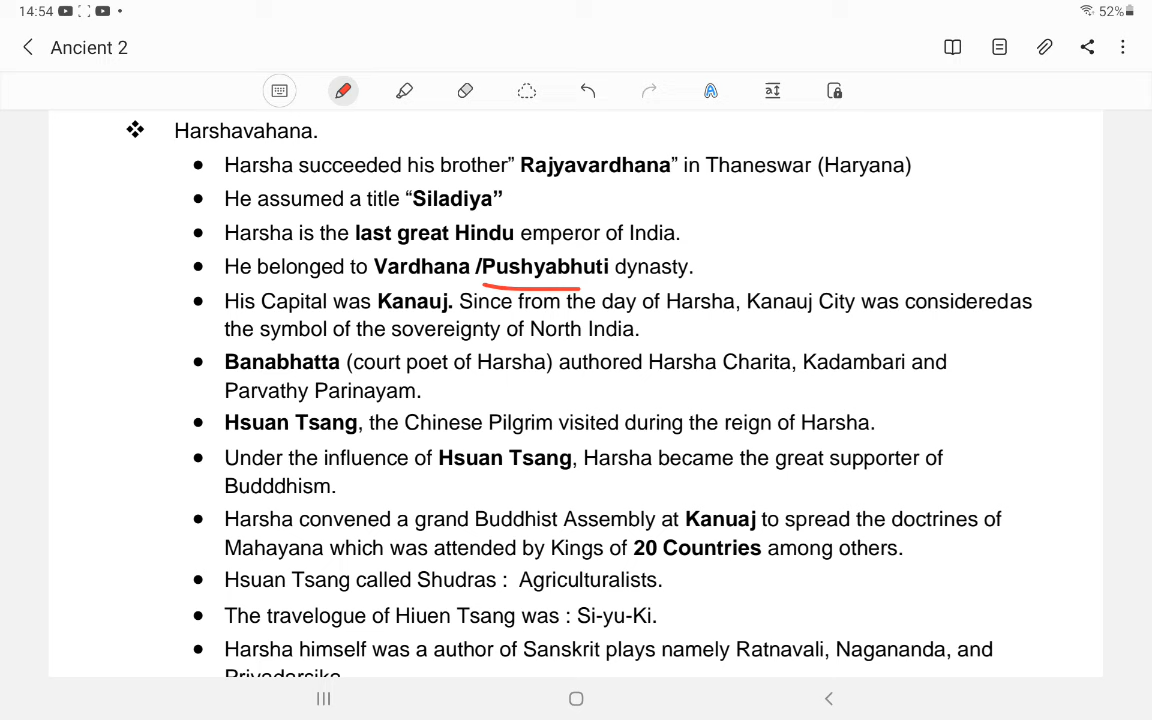 14:54
52%
Ancient 2
Harshavahana.
Harsha succeeded his brother” Rajyavardhana” in Thaneswar (Haryana)
He assumed a title “Siladiya”
Harsha is the last great Hindu emperor of India.
He belonged to Vardhana /Pushyabhuti dynasty.
His Capital was Kanauj. Since from the day of Harsha, Kanauj City was consideredas
the symbol of the sovereignty of North India.
Banabhatta (court poet of Harsha) authored Harsha Charita, Kadambari and
Parvathy Parinayam.
Hsuan Tsang, the Chinese Pilgrim visited during the reign of Harsha.
Under the influence of Hsuan Tsang, Harsha became the great supporter of
Budddhism.
Harsha convened a grand Buddhist Assembly at Kanuaj to spread the doctrines of
Mahayana which was attended by Kings of 20 Countries among others.
Hsuan Tsang called Shudras : Agriculturalists.
The travelogue of Hiuen Tsang was : Si-yu-Ki.
Harsha himself was a author of Sanskrit plays namely Ratnavali, Nagananda, and
Priyadarsika